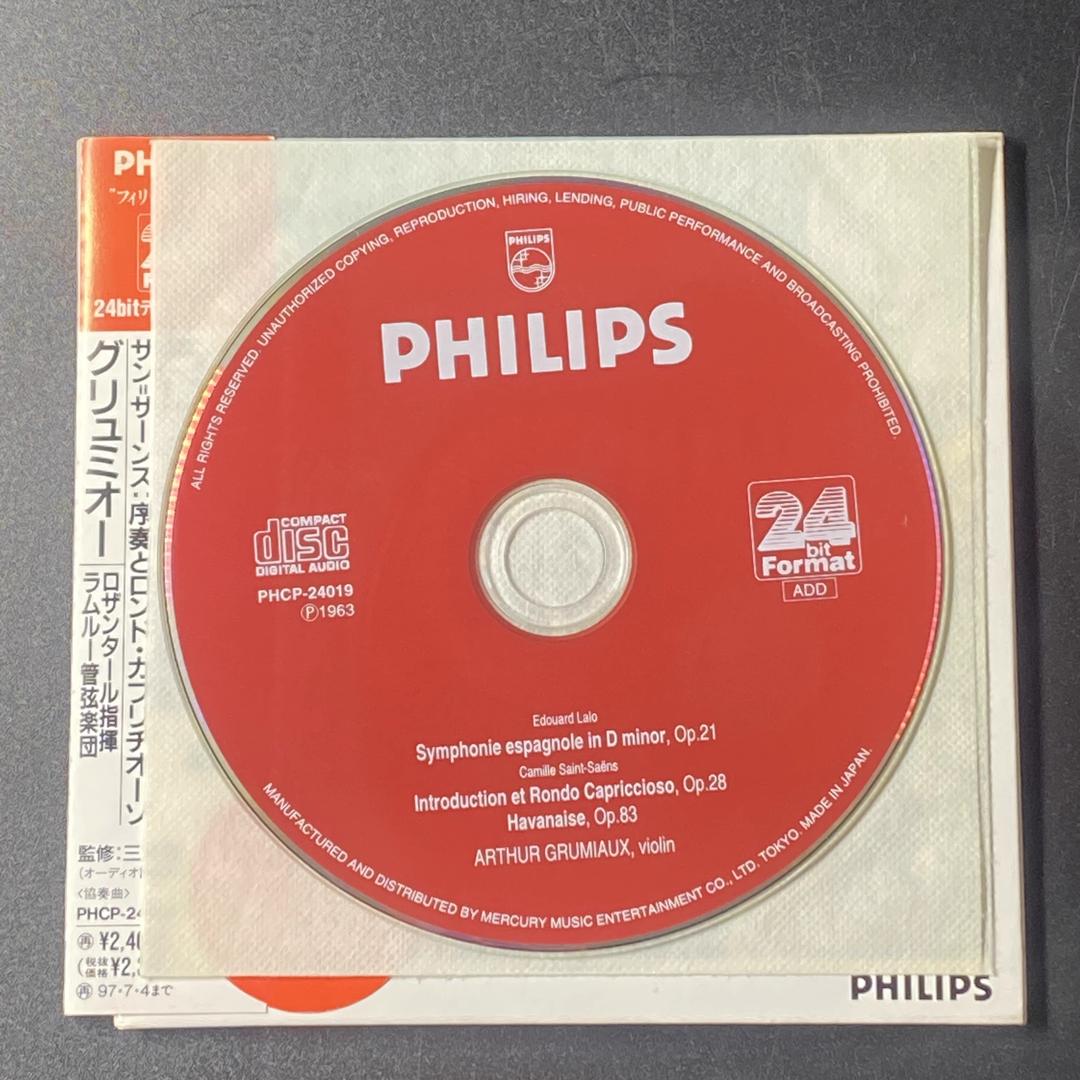 PH
"フィリ
24bitデ
サン=サーンス:序奏とロンド・カプリチオーソ
グリュミオー
ロザンタール指揮
ラムルー管弦楽団
監修:三
(オーディオ
〈協奏曲〉
PHCP-24
再 ¥2,40
(税抜価格 ¥2,3
再 97・7・4まで
ALL RIGHTS RESERVED. UNAUTHORIZED COPYING, REPRODUCTION, HIRING, LENDING, PUBLIC PERFORMANCE AND BROADCASTING PROHIBITED.
PHILIPS
PHILIPS
COMPACT
disc
DIGITAL AUDIO
PHCP-24019
℗1963
24
bit
Format
ADD
Edouard Lalo
Symphonie espagnole in D minor, Op.21
Camille Saint-Saëns
Introduction et Rondo Capriccioso, Op.28
Havanaise, Op.83
ARTHUR GRUMIAUX, violin
MANUFACTURED AND DISTRIBUTED BY MERCURY MUSIC ENTERTAINMENT CO., LTD. TOKYO. MADE IN JAPAN.
PHILIPS